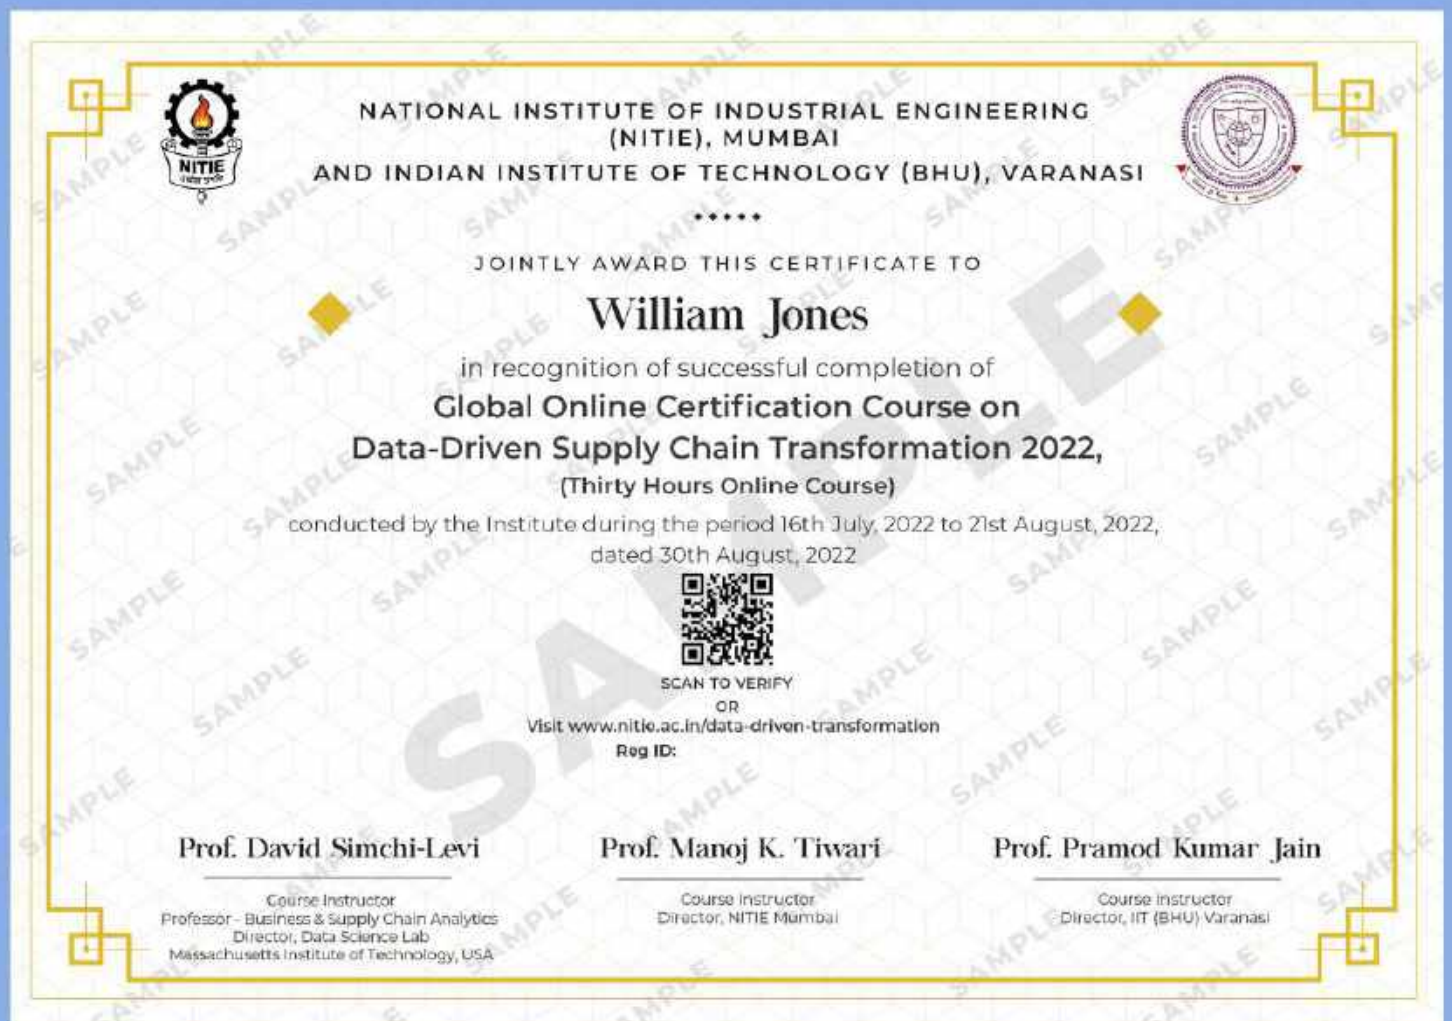 NATIONAL INSTITUTE OF INDUSTRIAL ENGINEERING
(NITIE), MUMBAI
AND INDIAN INSTITUTE OF TECHNOLOGY (BHU), VARANASI
NITIE
JOINTLY AWARD THIS CERTIFICATE TO
William Jones
in recognition of successful completion of
Global Online Certification Course on
Data-Driven Supply Chain Transformation 2022,
(Thirty Hours Online Course)
conducted by the Institute during the period 16th July, 2022 to 21st August, 2022,
dated 30th August, 2022
SCAN TO VERIFY
OR
Visit www.nitie.ac.in/data-driven-transformation
Reg ID:
Prof. David Simchi-Levi
Course Instructor
Professor - Business & Supply Chain Analytics
Director, Data Science Lab
Massachusetts Institute of Technology, USA
Prof. Manoj K. Tiwari
Course Instructor
Director, NITIE Mumbai
Prof. Pramod Kumar Jain
Course Instructor
Director, IIT (BHU) Varanasi
SAMPLE